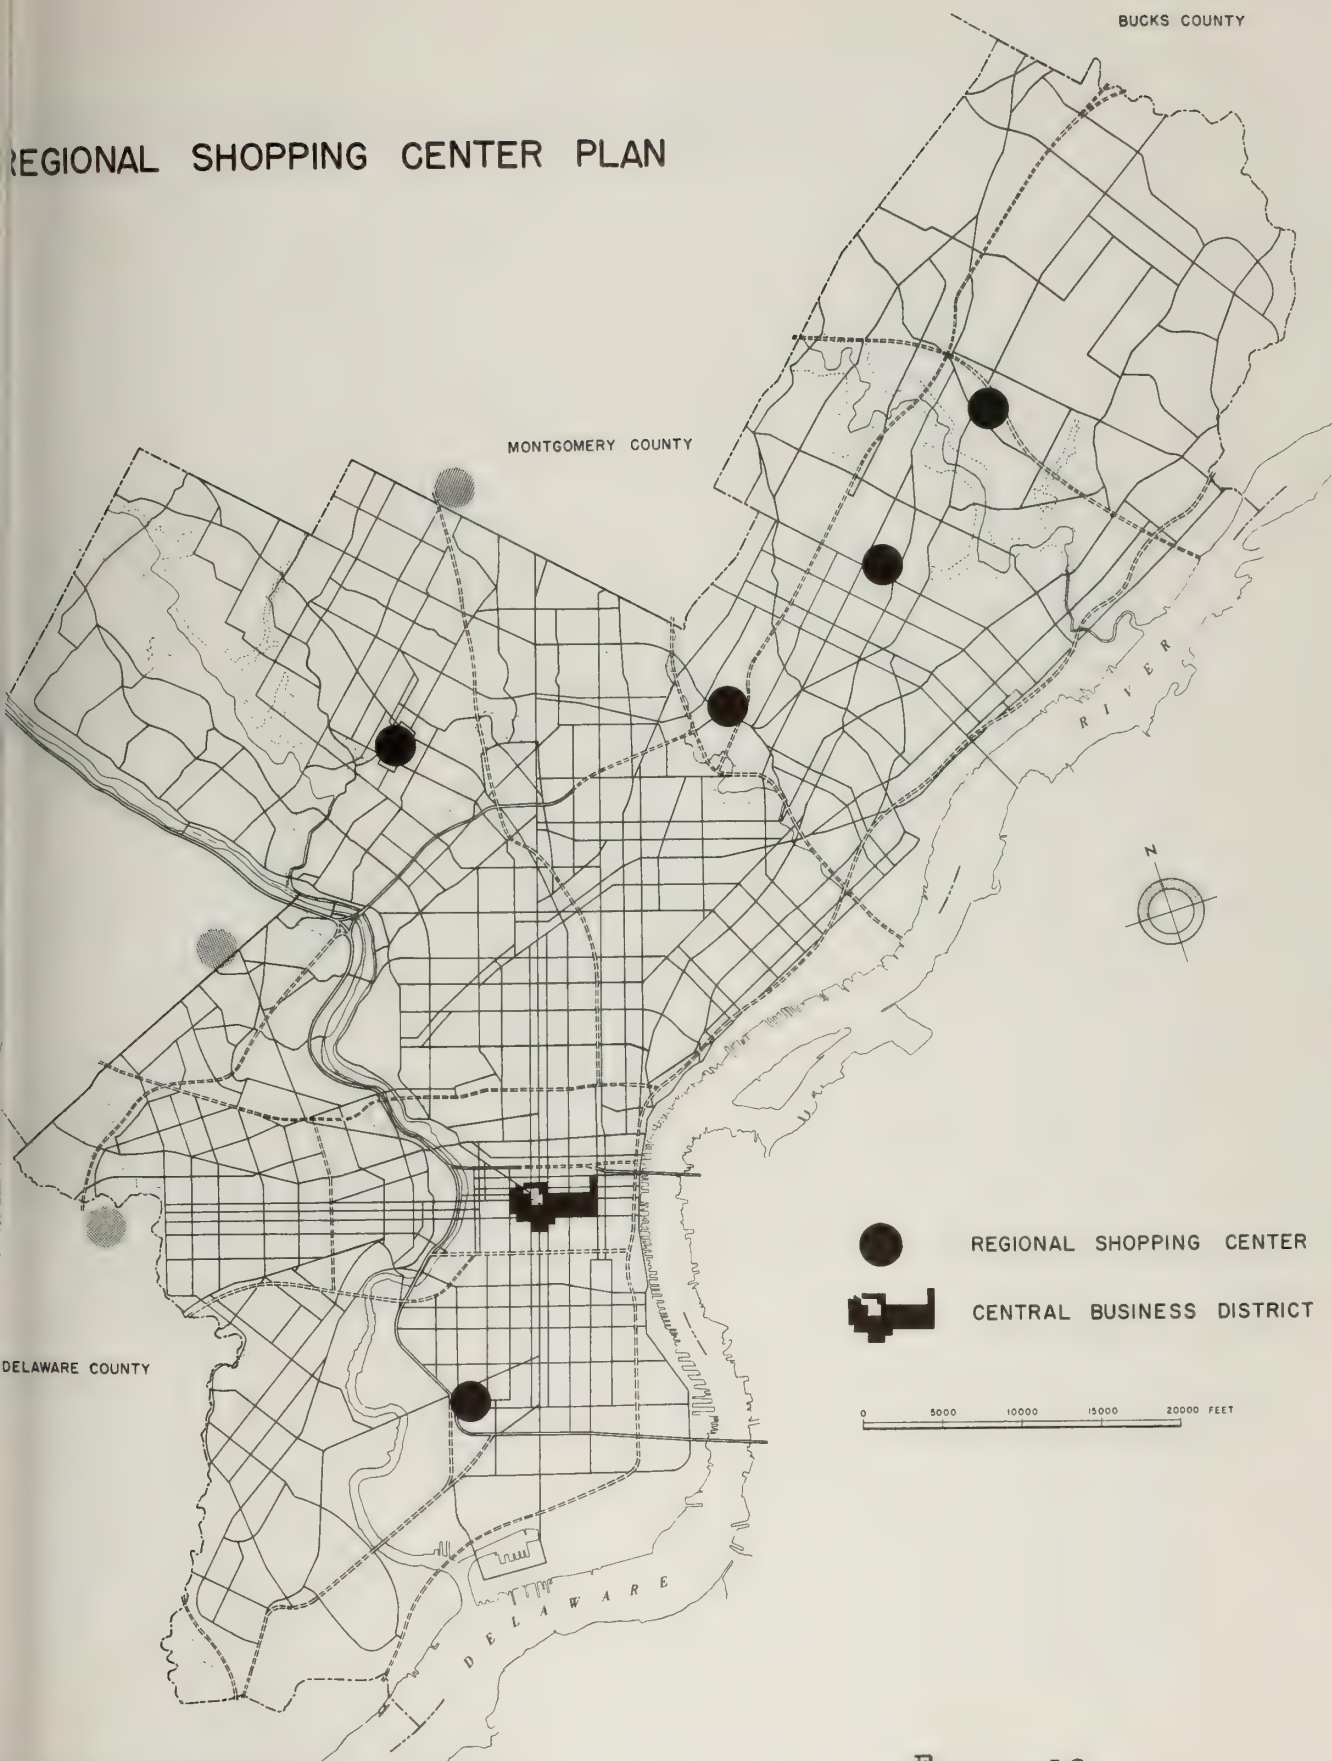 BUCKS COUNTY
REGIONAL SHOPPING CENTER PLAN
MONTGOMERY COUNTY
RIVER
N
REGIONAL SHOPPING CENTER
CENTRAL BUSINESS DISTRICT
DELAWARE COUNTY
0 5000 10000 15000 20000 FEET
DELAWARE